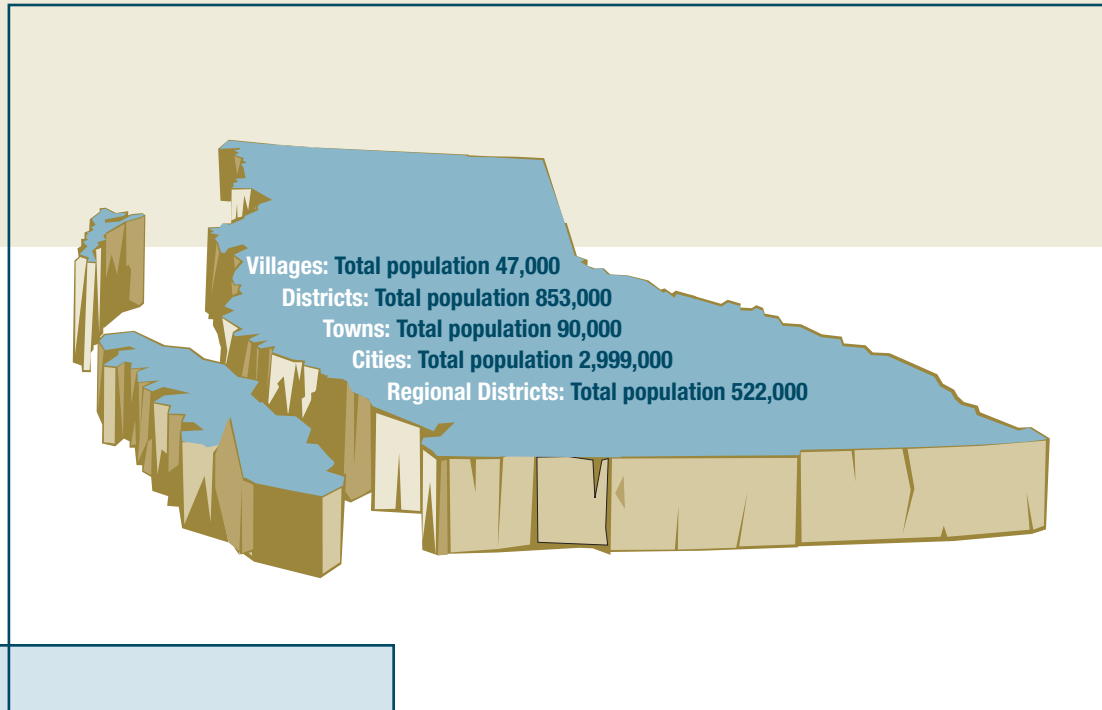 Villages: Total population 47,000
Districts: Total population 853,000
Towns: Total population 90,000
Cities: Total population 2,999,000
Regional Districts: Total population 522,000